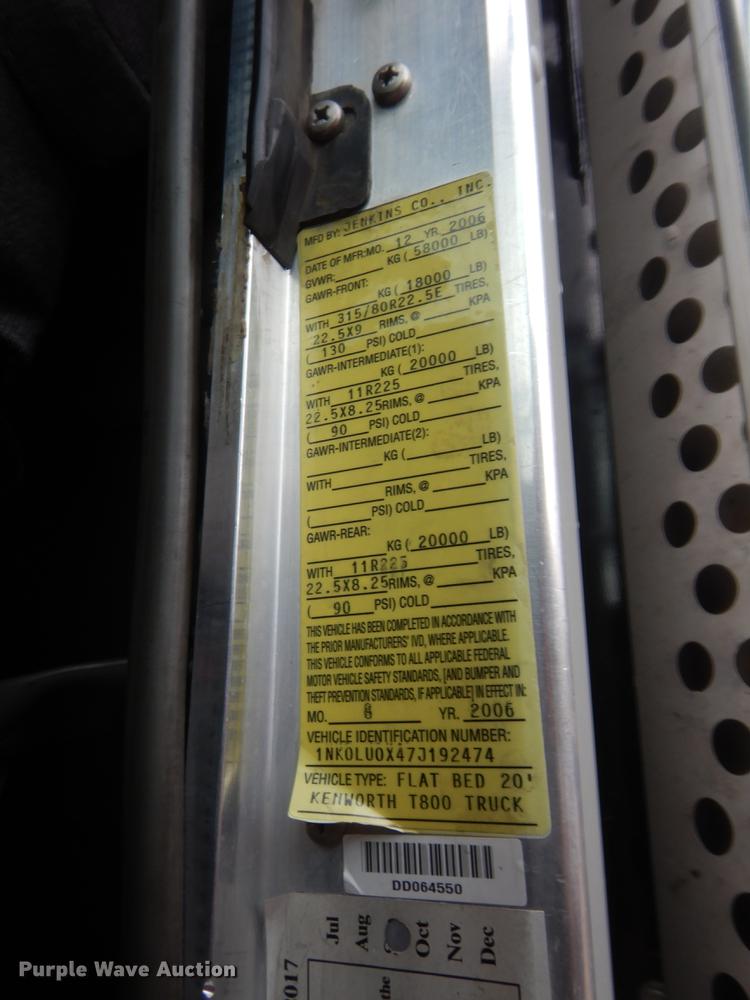 MFD BY: JENKINS CO., INC.
DATE OF MFR:MO. 12 YR. 2006
GVWR: KG ( 58000 LB)
GAWR-FRONT:
KG ( 18000 LB)
WITH 315/80R22.5E TIRES,
22.5X9 RIMS, @ KPA
( 130 PSI) COLD
GAWR-INTERMEDIATE(1):
KG ( 20000 LB)
WITH 11R225 TIRES,
22.5X8.25RIMS, @ KPA
( 90 PSI) COLD
GAWR-INTERMEDIATE(2):
KG ( LB)
WITH TIRES,
RIMS, @ KPA
( PSI) COLD
GAWR-REAR:
KG ( 20000 LB)
WITH 11R225 TIRES,
22.5X8.25RIMS, @ KPA
( 90 PSI) COLD
THIS VEHICLE HAS BEEN COMPLETED IN ACCORDANCE WITH
THE PRIOR MANUFACTURERS' IVD, WHERE APPLICABLE.
THIS VEHICLE CONFORMS TO ALL APPLICABLE FEDERAL
MOTOR VEHICLE SAFETY STANDARDS, [AND BUMPER AND
THEFT PREVENTION STANDARDS, IF APPLICABLE] IN EFFECT IN:
MO. 8 YR. 2006
VEHICLE IDENTIFICATION NUMBER:
1NKOLUOX47J192474
VEHICLE TYPE: FLAT BED 20'
KENWORTH T800 TRUCK
DD064550
Jul
Aug
Oct
Nov
Dec
2017
the
Purple Wave Auction